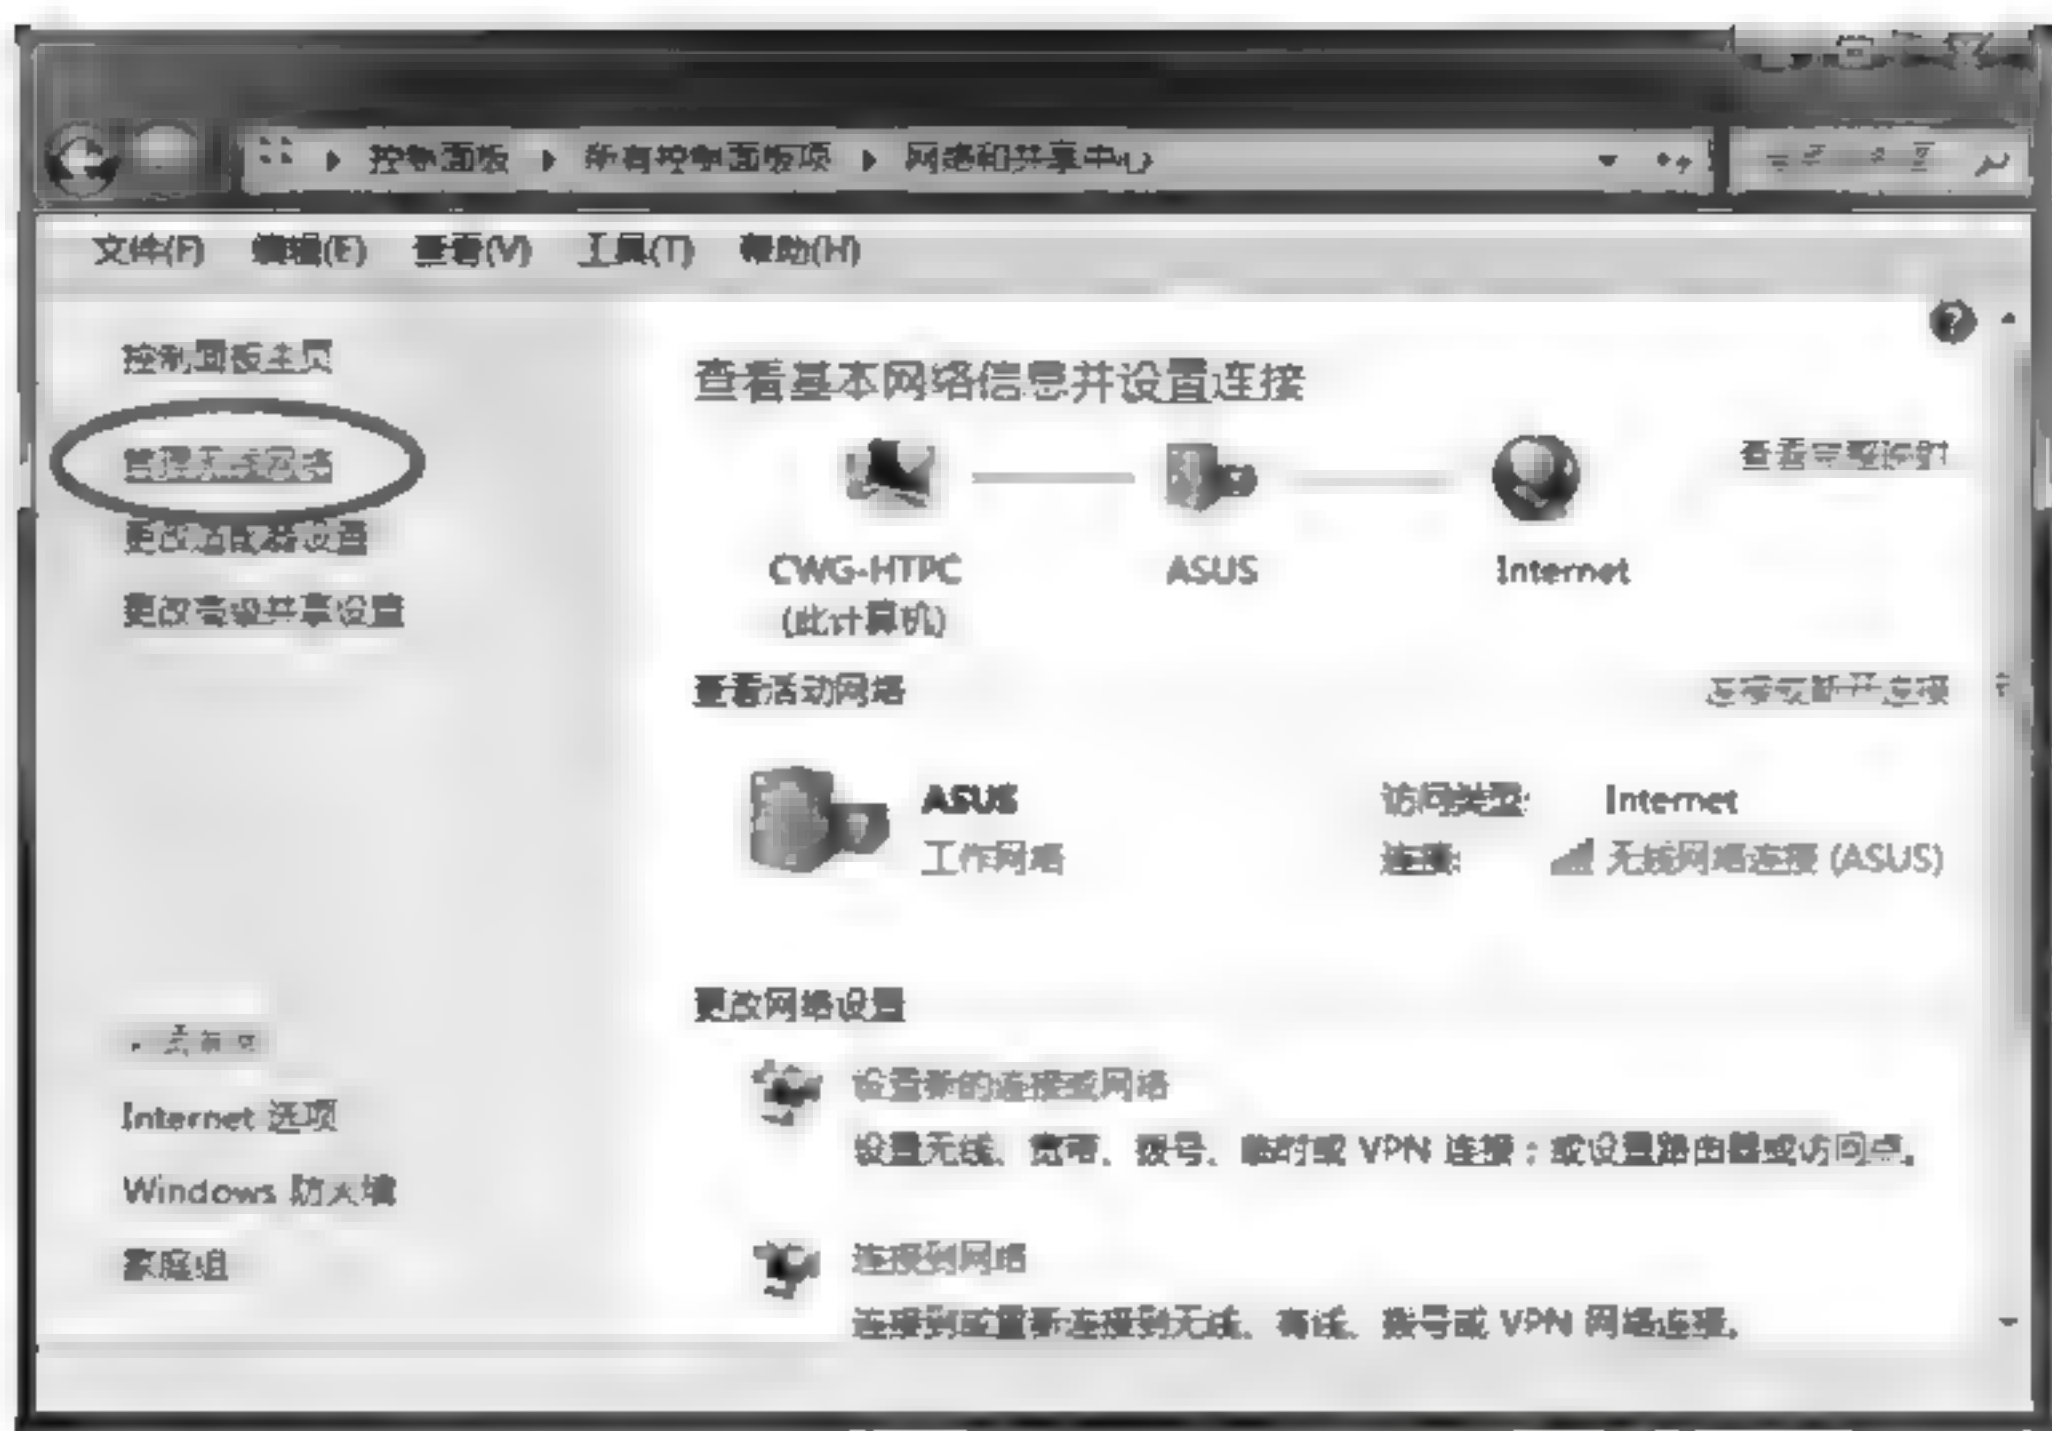 控制面板 ▸ 所有控制面板项 ▸ 网络和共享中心
文件(F) 编辑(E) 查看(V) 工具(T) 帮助(H)
控制面板主页
管理无线网络
更改适配器设置
更改高级共享设置
查看基本网络信息并设置连接
查看完整映射
CWG-HTPC ASUS Internet
(此计算机)
查看活动网络 连接或断开连接
ASUS 访问类型: Internet
工作网络 连接: 无线网络连接 (ASUS)
更改网络设置
设置新的连接或网络
设置无线、宽带、拨号、临时或 VPN 连接；或设置路由器或访问点。
连接到网络
连接到或重新连接到无线、有线、拨号或 VPN 网络连接。
Internet 选项
Windows 防火墙
家庭组